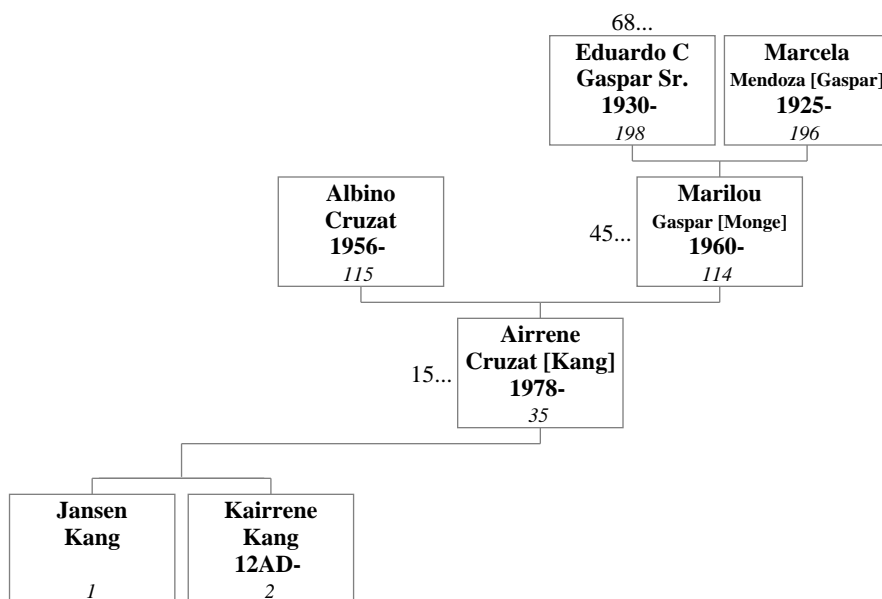 68...
Eduardo C
Gaspar Sr.
1930-
198
Marcela
Mendoza [Gaspar]
1925-
196
Albino
Cruzat
1956-
115
45...
Marilou
Gaspar [Monge]
1960-
114
15...
Airrene
Cruzat [Kang]
1978-
35
Jansen
Kang
1
Kairrene
Kang
12AD-
2